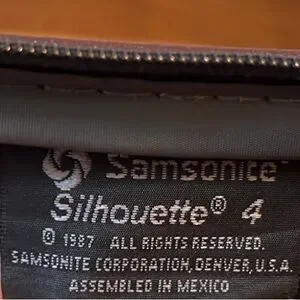 Samsonite
Silhouette® 4
© 1987 ALL RIGHTS RESERVED.
SAMSONITE CORPORATION, DENVER, U.S.A.
ASSEMBLED IN MEXICO